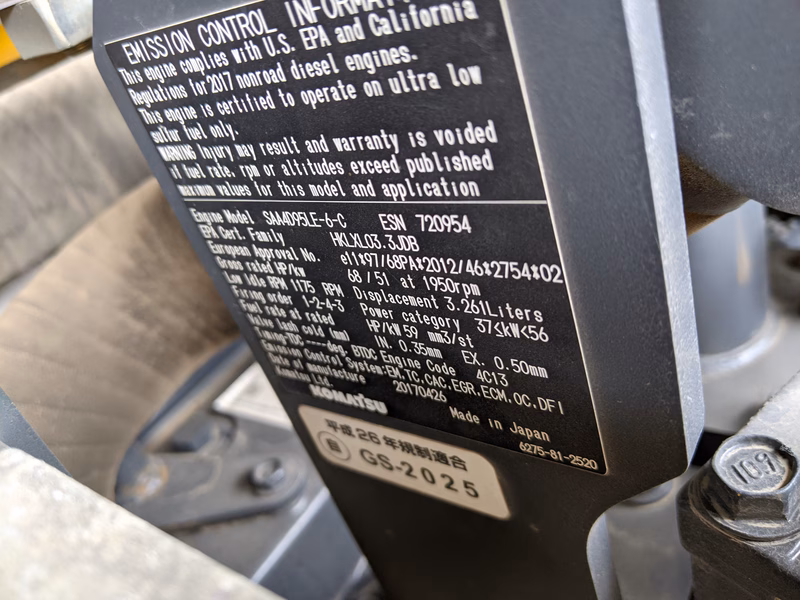 EMISSION CONTROL INFORMAT
This engine complies with U.S. EPA and California
Regulations for 2017 nonroad diesel engines.
This engine is certified to operate on ultra low
sulfur fuel only.
WARNING Injury may result and warranty is voided
if fuel rate, rpm or altitudes exceed published
maximum values for this model and application
Engine Model SAA4D95LE-6-C ESN 720954
EPA Cert. Family HKLXL03.3JDB
European Approval No. e11*97/68PA*2012/46*2754*02
Gross rated HP/kw 68/51 at 1950rpm
Low idle RPM 1175 RPM Displacement 3.261Liters
Firing order 1-2-4-3 Power category 37≤kW<56
rate at rated HP/kW 59 mm3/st
lash cold (mm) IN. 0.35mm EX. 0.50mm
deg. BTDC Engine Code 4C13
Control System:EM,TC,CAC,EGR,ECM,OC,DFI
Date of manufacture 20170426
Ltd.
KOMATSU Made in Japan
6275-81-2520
平成26年規制適合
GS-2025
109